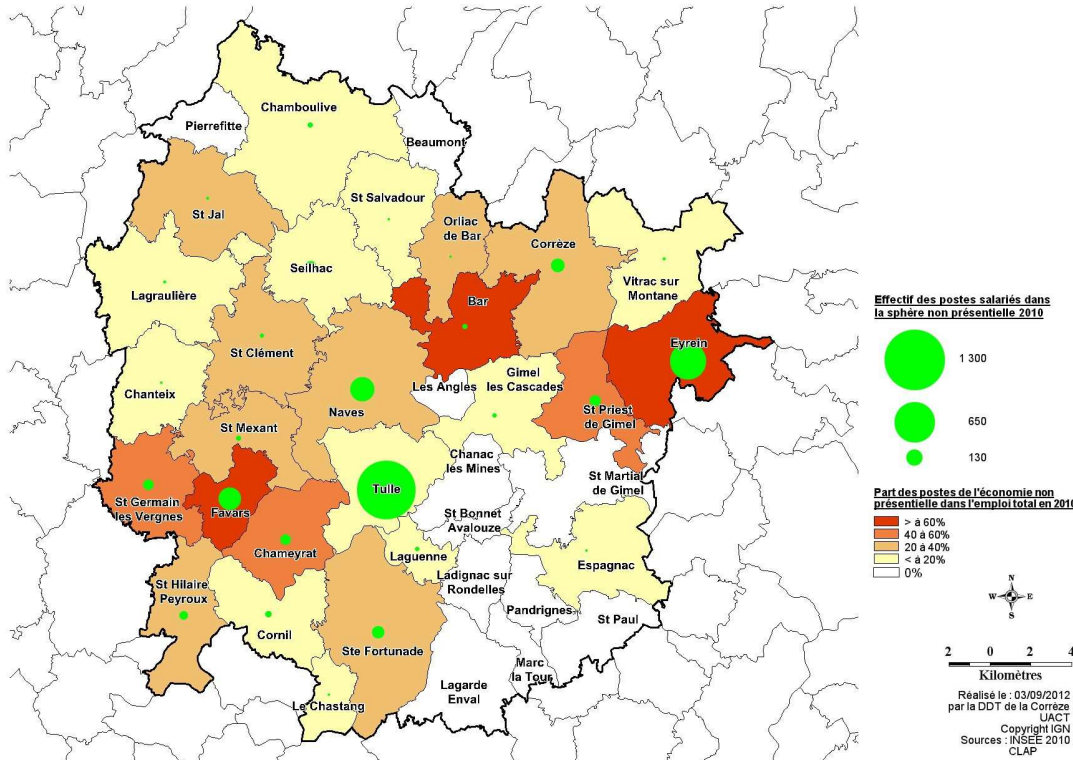 Chamboulive
Pierrefitte
Beaumont
St Salvadour
St Jal
Orliac
de Bar
Corrèze
Seilhac
Vitrac sur
Montane
Lagraulière
Bar
St Clément
Eyrein
Gimel
les Cascades
Les Angles
Chanteix
Naves
St Priest
de Gimel
St Mexant
Chanac
les Mines
St Martial
de Gimel
Tulle
St Germain
les Vergnes
Favars
St Bonnet
Avalouze
Chameyrat
Laguenne
Espagnac
St Hilaire
Peyroux
Ladignac sur
Rondelles
Pandrignes
St Paul
Cornil
Ste Fortunade
Marc
la Tour
Lagarde
Enval
Le Chastang
Effectif des postes salariés dans
la sphère non présentielle 2010
1 300
650
130
Part des postes de l'économie non
présentielle dans l'emploi total en 2010
> à 60%
40 à 60%
20 à 40%
< à 20%
0%
N
W E
S
2 0 2 4
Kilomètres
Réalisé le : 03/09/2012
par la DDT de la Corrèze
UACT
Copyright IGN
Sources : INSEE 2010
CLAP